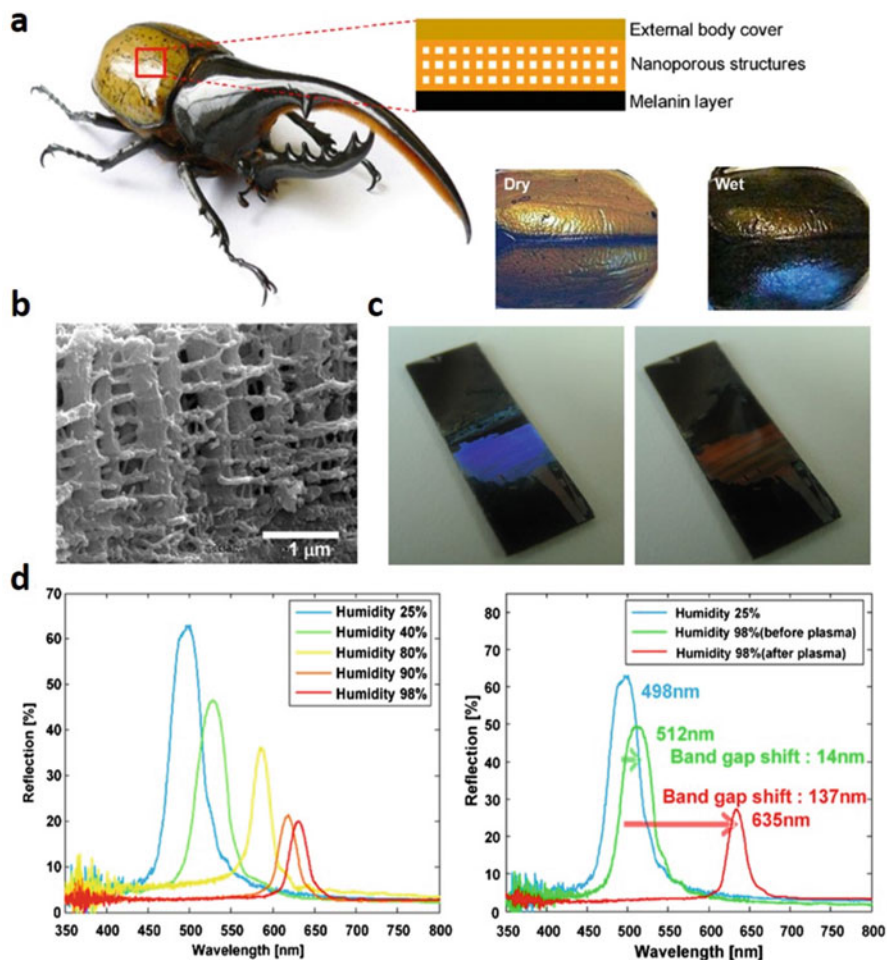 a
External body cover
Nanoporous structures
Melanin layer
Dry
Wet
b
1 μm
c
d
70
60
50
40
30
20
10
0
Reflection [%]
350 400 450 500 550 600 650 700 750 800
Wavelength [nm]
Humidity 25%
Humidity 40%
Humidity 80%
Humidity 90%
Humidity 98%
80
70
60
50
40
30
20
10
0
Reflection [%]
350 400 450 500 550 600 650 700 750 800
Wavelength [nm]
Humidity 25%
Humidity 98%(before plasma)
Humidity 98%(after plasma)
498nm
512nm
Band gap shift : 14nm
Band gap shift : 137nm
635nm